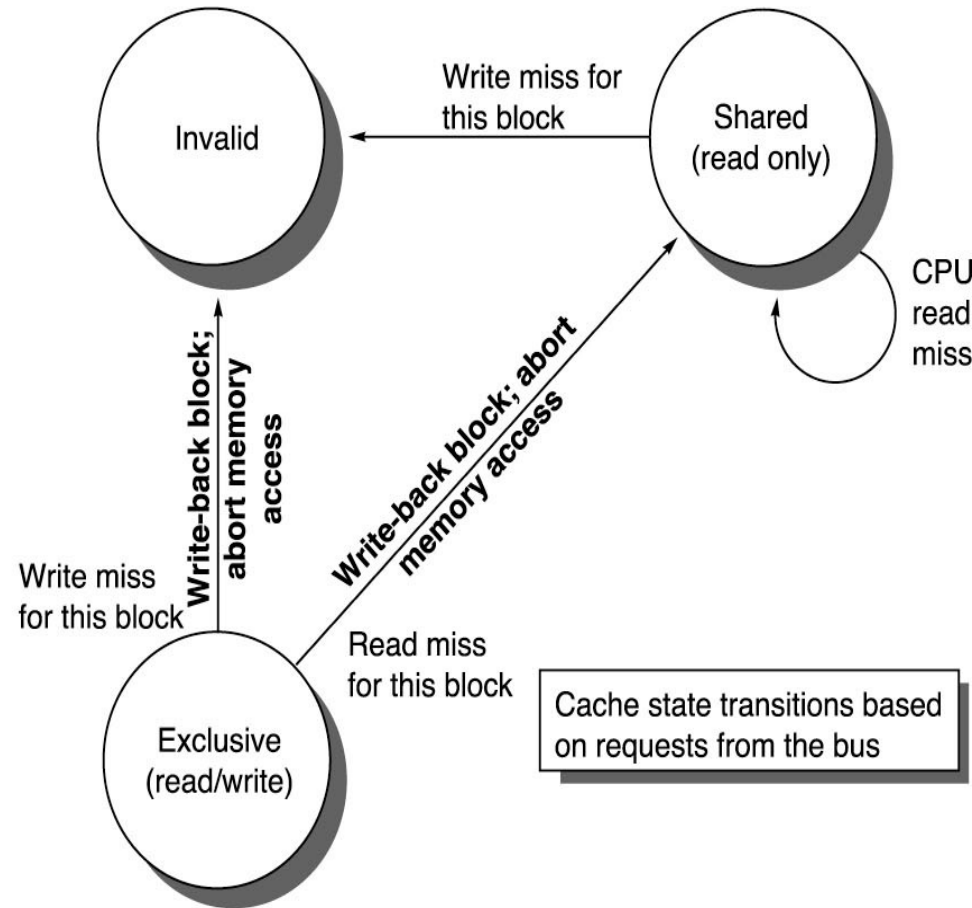 Write miss for
this block
Invalid
Shared
(read only)
CPU
read
miss
Write-back block;
abort memory
access
Write-back block; abort
memory access
Write miss
for this block
Read miss
for this block
Exclusive
(read/write)
Cache state transitions based
on requests from the bus